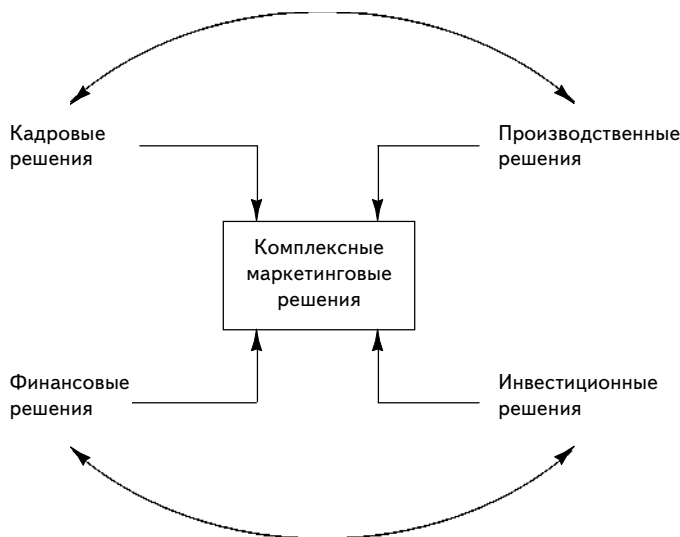 Кадровые
решения
Производственные
решения
Комплексные
маркетинговые
решения
Финансовые
решения
Инвестиционные
решения